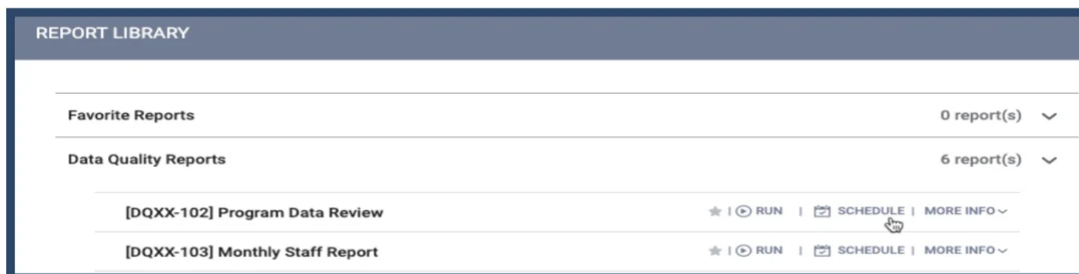 REPORT LIBRARY
Favorite Reports 0 report(s)
Data Quality Reports 6 report(s)
[DQXX-102] Program Data Review | RUN | SCHEDULE | MORE INFO
[DQXX-103] Monthly Staff Report | RUN | SCHEDULE | MORE INFO